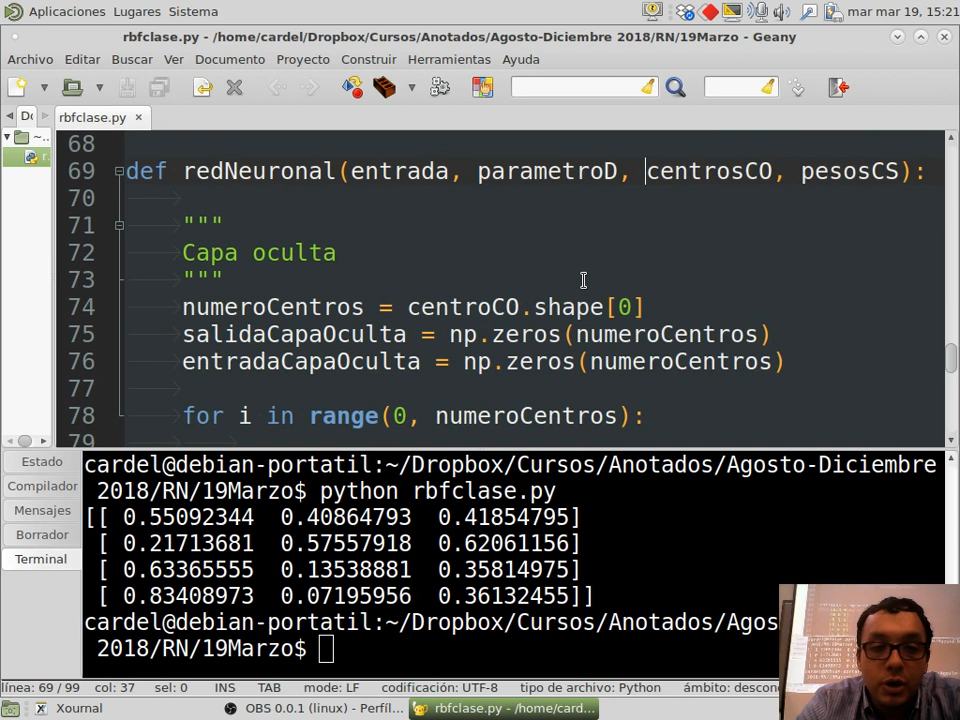 Aplicaciones Lugares Sistema mar mar 19, 15:21
rbfclase.py - /home/cardel/Dropbox/Cursos/Anotados/Agosto-Diciembre 2018/RN/19Marzo - Geany
Archivo Editar Buscar Ver Documento Proyecto Construir Herramientas Ayuda
rbfclase.py ×
68
69 def redNeuronal(entrada, parametroD, centrosCO, pesosCS):
70
71 """
72 Capa oculta
73 """
74 numeroCentros = centroCO.shape[0]
75 salidaCapaOculta = np.zeros(numeroCentros)
76 entradaCapaOculta = np.zeros(numeroCentros)
77
78 for i in range(0, numeroCentros):
79
Estado
Compilador
Mensajes
Borrador
Terminal
cardel@debian-portatil:~/Dropbox/Cursos/Anotados/Agosto-Diciembre
2018/RN/19Marzo$ python rbfclase.py
[[ 0.55092344 0.40864793 0.41854795]
[ 0.21713681 0.57557918 0.62061156]
[ 0.63365555 0.13538881 0.35814975]
[ 0.83408973 0.07195956 0.36132455]]
cardel@debian-portatil:~/Dropbox/Cursos/Anotados/Agos
2018/RN/19Marzo$
línea: 69 / 99 col: 37 sel: 0 INS TAB mode: LF codificación: UTF-8 tipo de archivo: Python ámbito: descon
Xournal OBS 0.0.1 (linux) - Perfil:... rbfclase.py - /home/card...